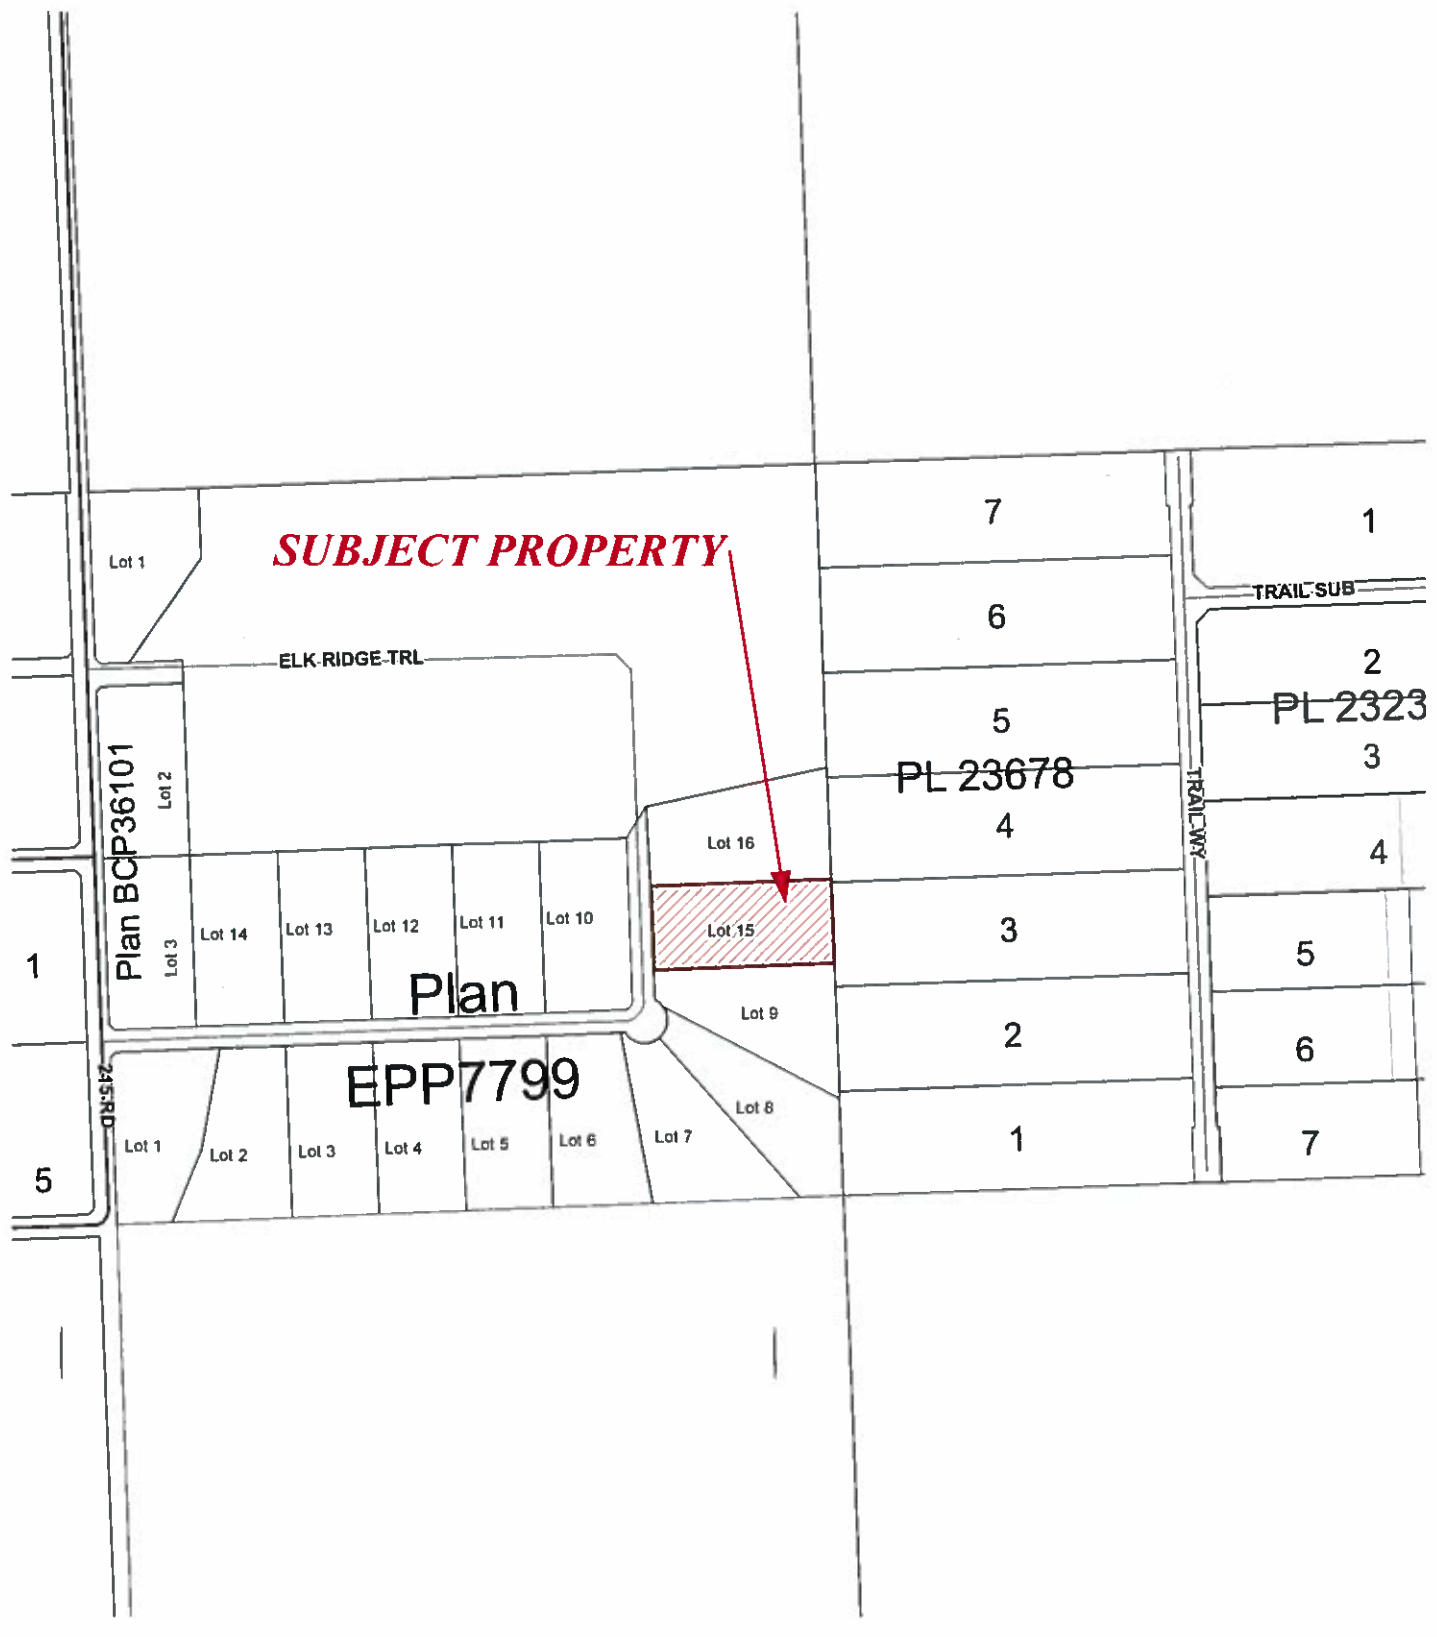 7
1
SUBJECT PROPERTY
Lot 1
TRAIL SUB
6
ELK RIDGE TRL
2
PL 2323
5
3
PL 23678
Plan BCP36101
Lot 2
TRAIL WY
4
Lot 16
4
Lot 3
Lot 14
Lot 13
Lot 12
Lot 11
Lot 10
Lot 15
3
1
5
Plan
Lot 9
2
6
EPP7799
245 RD
Lot 8
Lot 1
Lot 2
Lot 3
Lot 4
Lot 5
Lot 6
Lot 7
1
7
5